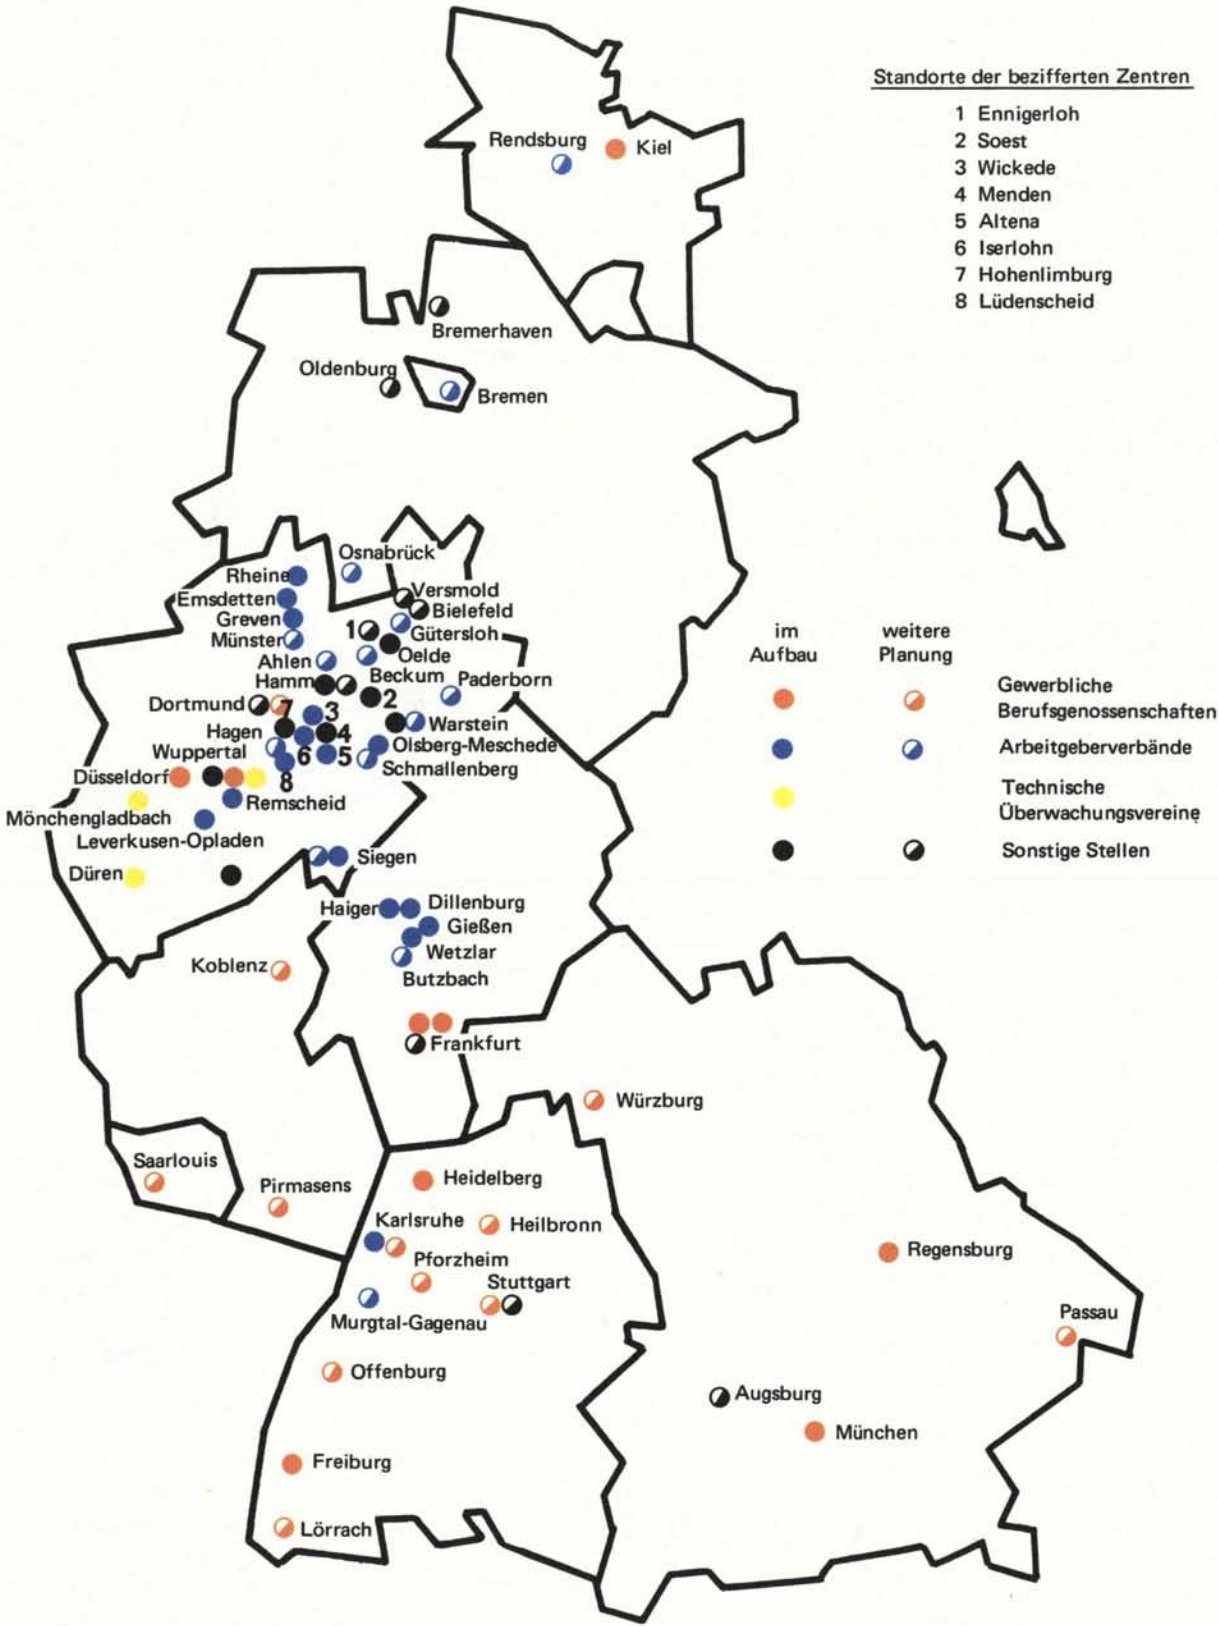 Standorte der bezifferten Zentren
1 Ennigerloh
2 Soest
3 Wickede
4 Menden
5 Altena
6 Iserlohn
7 Hohenlimburg
8 Lüdenscheid
Rendsburg
Kiel
Bremerhaven
Oldenburg
Bremen
Osnabrück
Rheine
Versmold
Emsdetten
Bielefeld
Greven
1
Gütersloh
Münster
Oelde
Ahlen
Beckum
Paderborn
Hamm
2
Dortmund
7
3
Warstein
Hagen
4
Olsberg-Meschede
Wuppertal
6
5
Schmallenberg
Düsseldorf
8
Remscheid
Mönchengladbach
Leverkusen-Opladen
Siegen
Düren
Haiger
Dillenburg
Gießen
Wetzlar
Butzbach
Koblenz
Frankfurt
Würzburg
Saarlouis
Pirmasens
Heidelberg
Karlsruhe
Heilbronn
Pforzheim
Stuttgart
Murgtal-Gagenau
Regensburg
Passau
Offenburg
Augsburg
München
Freiburg
Lörrach
im
Aufbau
weitere
Planung
Gewerbliche
Berufsgenossenschaften
Arbeitgeberverbände
Technische
Überwachungsvereine
Sonstige Stellen